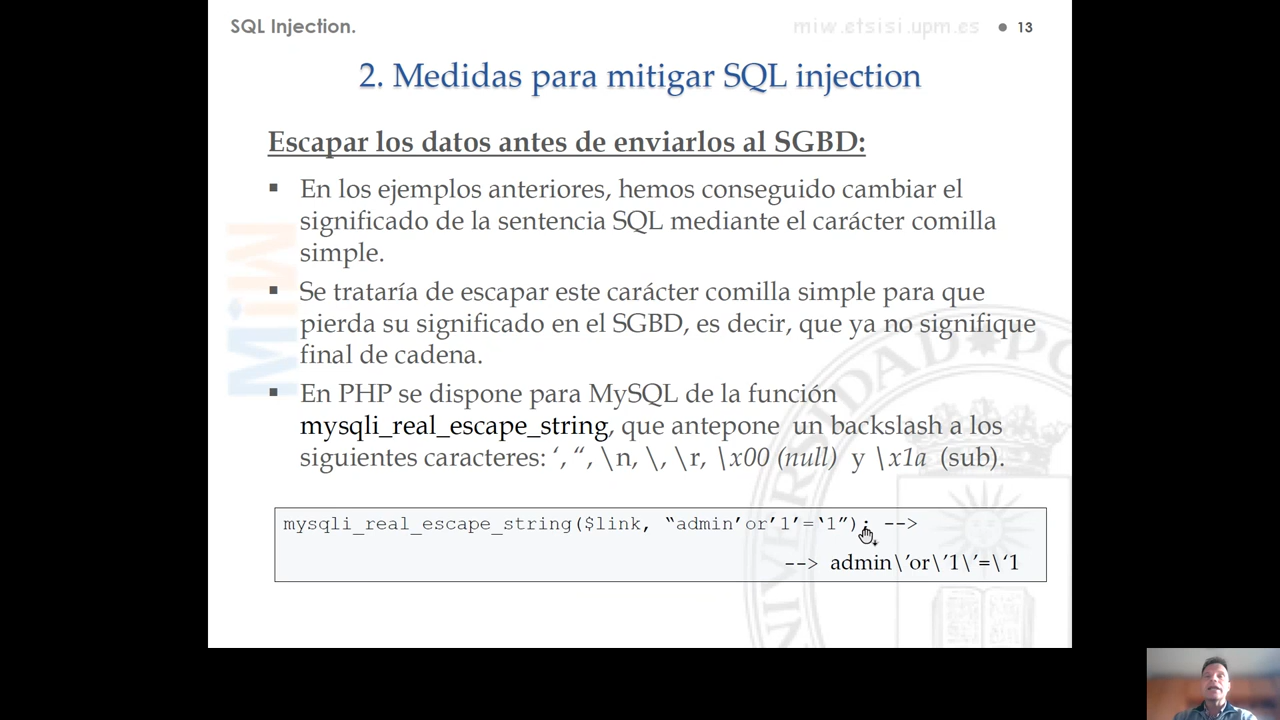 SQL Injection.
miw.etsisi.upm.es
13
2. Medidas para mitigar SQL injection
Escapar los datos antes de enviarlos al SGBD:
▪ En los ejemplos anteriores, hemos conseguido cambiar el
significado de la sentencia SQL mediante el carácter comilla
simple.
▪ Se trataría de escapar este carácter comilla simple para que
pierda su significado en el SGBD, es decir, que ya no signifique
final de cadena.
▪ En PHP se dispone para MySQL de la función
mysqli_real_escape_string, que antepone un backslash a los
siguientes caracteres: ‘, “, \n, \, \r, \x00 (null) y \x1a (sub).
mysqli_real_escape_string($link, “admin’or’1’=‘1”); -->
--> admin\’or\’1\’=\‘1
MiW
UNIVERSIDAD PO